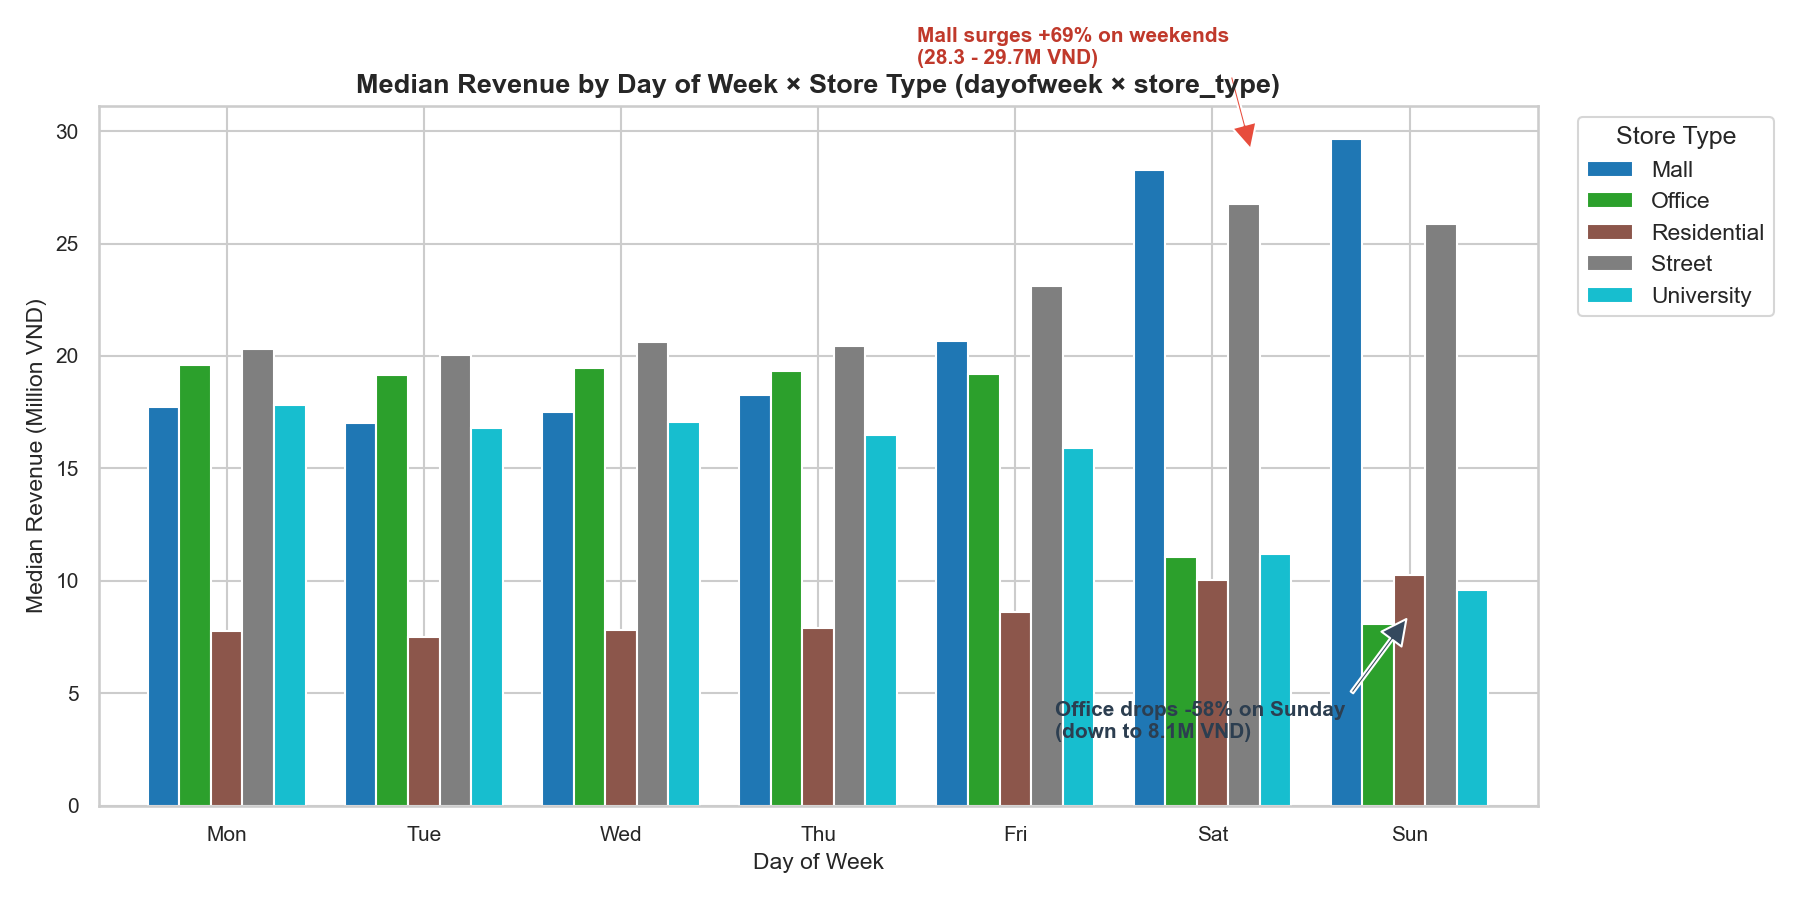 Mall surges +69% on weekends
(28.3 - 29.7M VND)
Median Revenue by Day of Week × Store Type (dayofweek × store_type)
Store Type
Mall
Office
Residential
Street
University
Median Revenue (Million VND)
30
25
20
15
10
5
0
Office drops -58% on Sunday
(down to 8.1M VND)
Mon Tue Wed Thu Fri Sat Sun
Day of Week